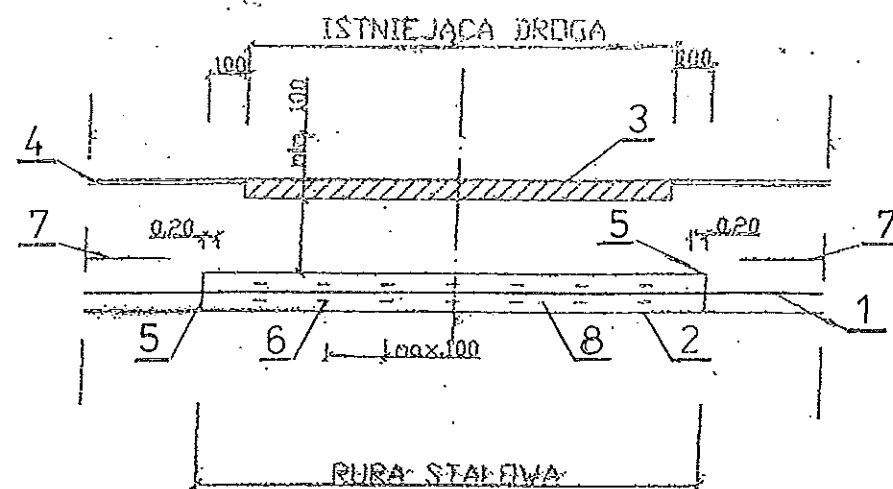 ISTNIEJĄCA DROGA
100 100
min. 100
3
4
7 0,20 5 0,20 7
1
5 6 8 2
Lmax.100
RURA STALOWA